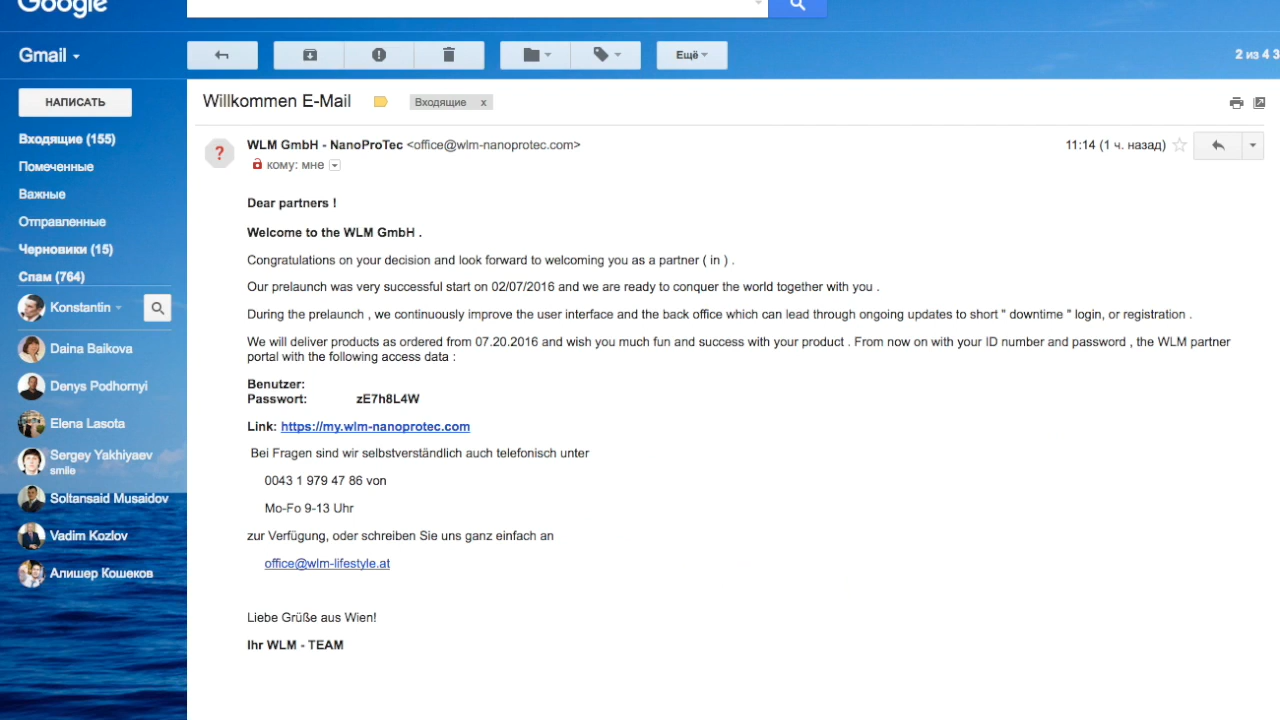 Google
Gmail
Ещё
2 из 4 3
НАПИСАТЬ
Willkommen E-Mail
Входящие x
Входящие (155)
Помеченные
Важные
Отправленные
Черновики (15)
Спам (764)
Konstantin
Daina Baikova
Denys Podhornyi
Elena Lasota
Sergey Yakhiyaev
smile
Soltansaid Musaidov
Vadim Kozlov
Алишер Кошеков
WLM GmbH - NanoProTec <office@wlm-nanoprotec.com>
11:14 (1 ч. назад)
?
кому: мне
Dear partners !
Welcome to the WLM GmbH .
Congratulations on your decision and look forward to welcoming you as a partner ( in ) .
Our prelaunch was very successful start on 02/07/2016 and we are ready to conquer the world together with you .
During the prelaunch , we continuously improve the user interface and the back office which can lead through ongoing updates to short " downtime " login, or registration .
We will deliver products as ordered from 07.20.2016 and wish you much fun and success with your product . From now on with your ID number and password , the WLM partner
portal with the following access data :
Benutzer:
Passwort: zE7h8L4W
Link: https://my.wlm-nanoprotec.com
Bei Fragen sind wir selbstverständlich auch telefonisch unter
0043 1 979 47 86 von
Mo-Fo 9-13 Uhr
zur Verfügung, oder schreiben Sie uns ganz einfach an
office@wlm-lifestyle.at
Liebe Grüße aus Wien!
Ihr WLM - TEAM